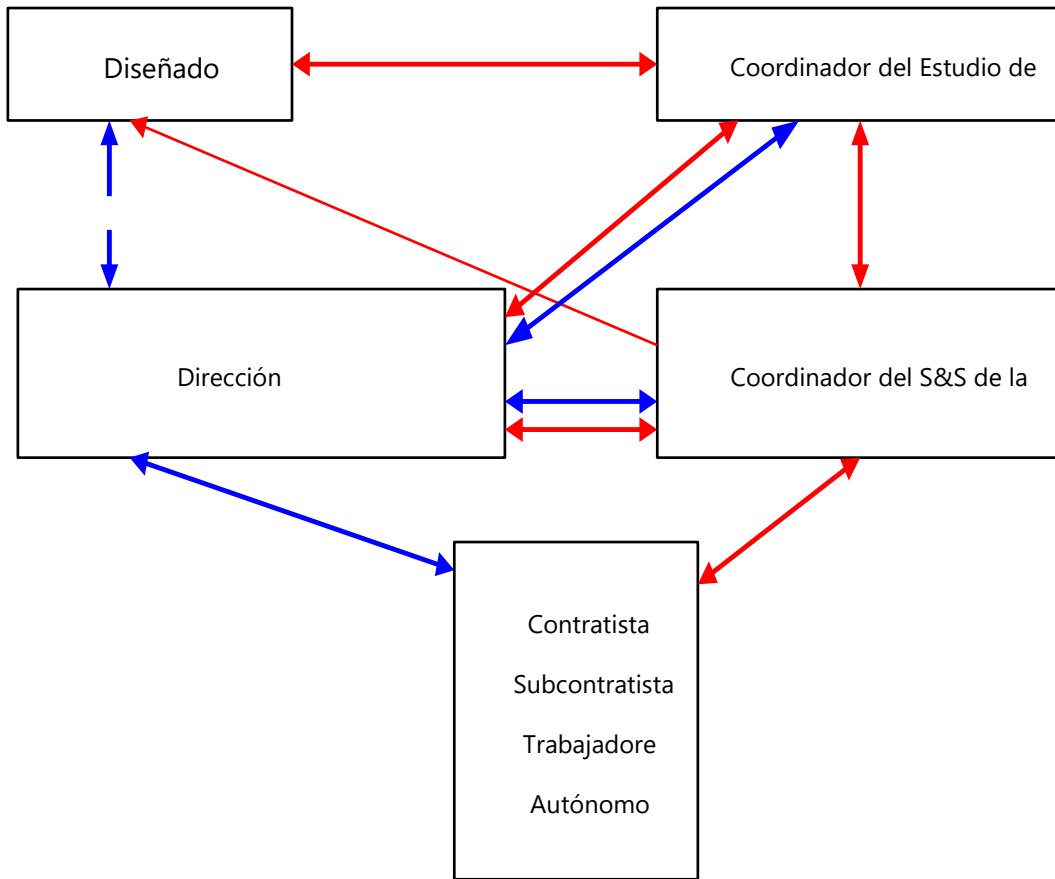 Diseñado
Coordinador del Estudio de
Dirección
Coordinador del S&S de la
Contratista
Subcontratista
Trabajadore
Autónomo